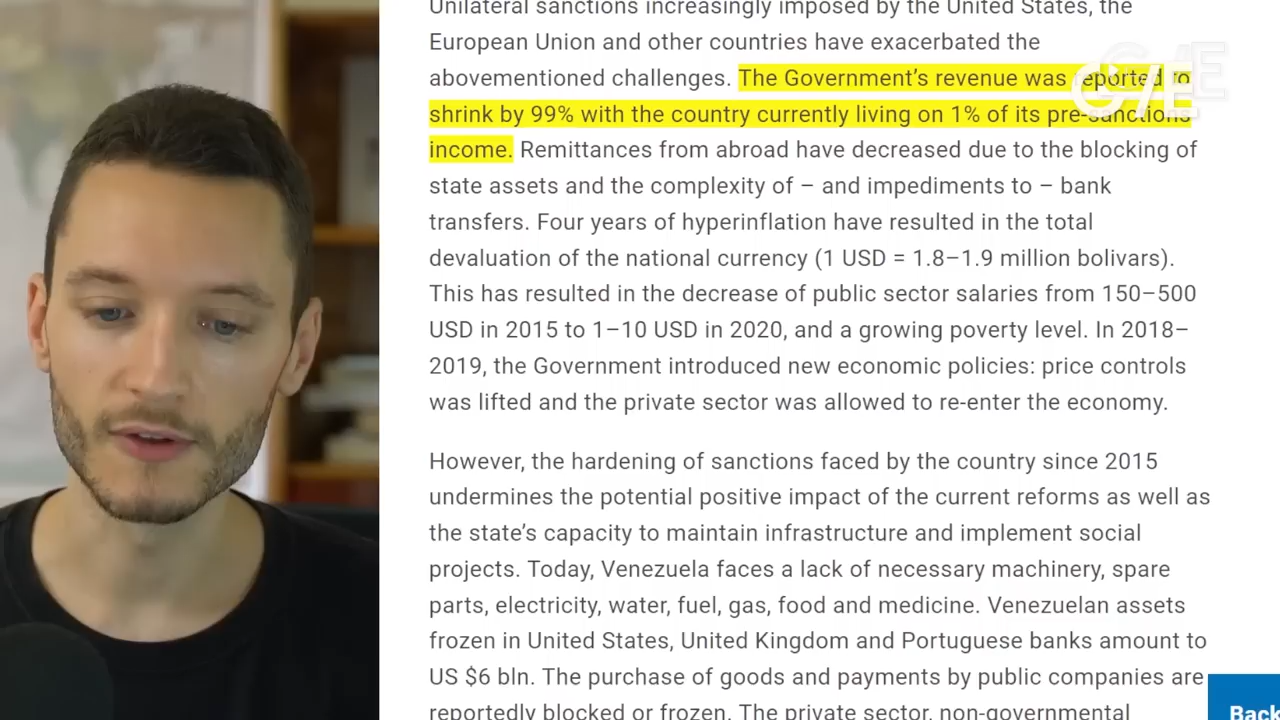 Unilateral sanctions increasingly imposed by the United States, the
European Union and other countries have exacerbated the
abovementioned challenges. The Government’s revenue was reported to
shrink by 99% with the country currently living on 1% of its pre-sanctions
income. Remittances from abroad have decreased due to the blocking of
state assets and the complexity of – and impediments to – bank
transfers. Four years of hyperinflation have resulted in the total
devaluation of the national currency (1 USD = 1.8–1.9 million bolivars).
This has resulted in the decrease of public sector salaries from 150–500
USD in 2015 to 1–10 USD in 2020, and a growing poverty level. In 2018–
2019, the Government introduced new economic policies: price controls
was lifted and the private sector was allowed to re-enter the economy.
However, the hardening of sanctions faced by the country since 2015
undermines the potential positive impact of the current reforms as well as
the state’s capacity to maintain infrastructure and implement social
projects. Today, Venezuela faces a lack of necessary machinery, spare
parts, electricity, water, fuel, gas, food and medicine. Venezuelan assets
frozen in United States, United Kingdom and Portuguese banks amount to
US $6 bln. The purchase of goods and payments by public companies are
reportedly blocked or frozen. The private sector, non-governmental
Back